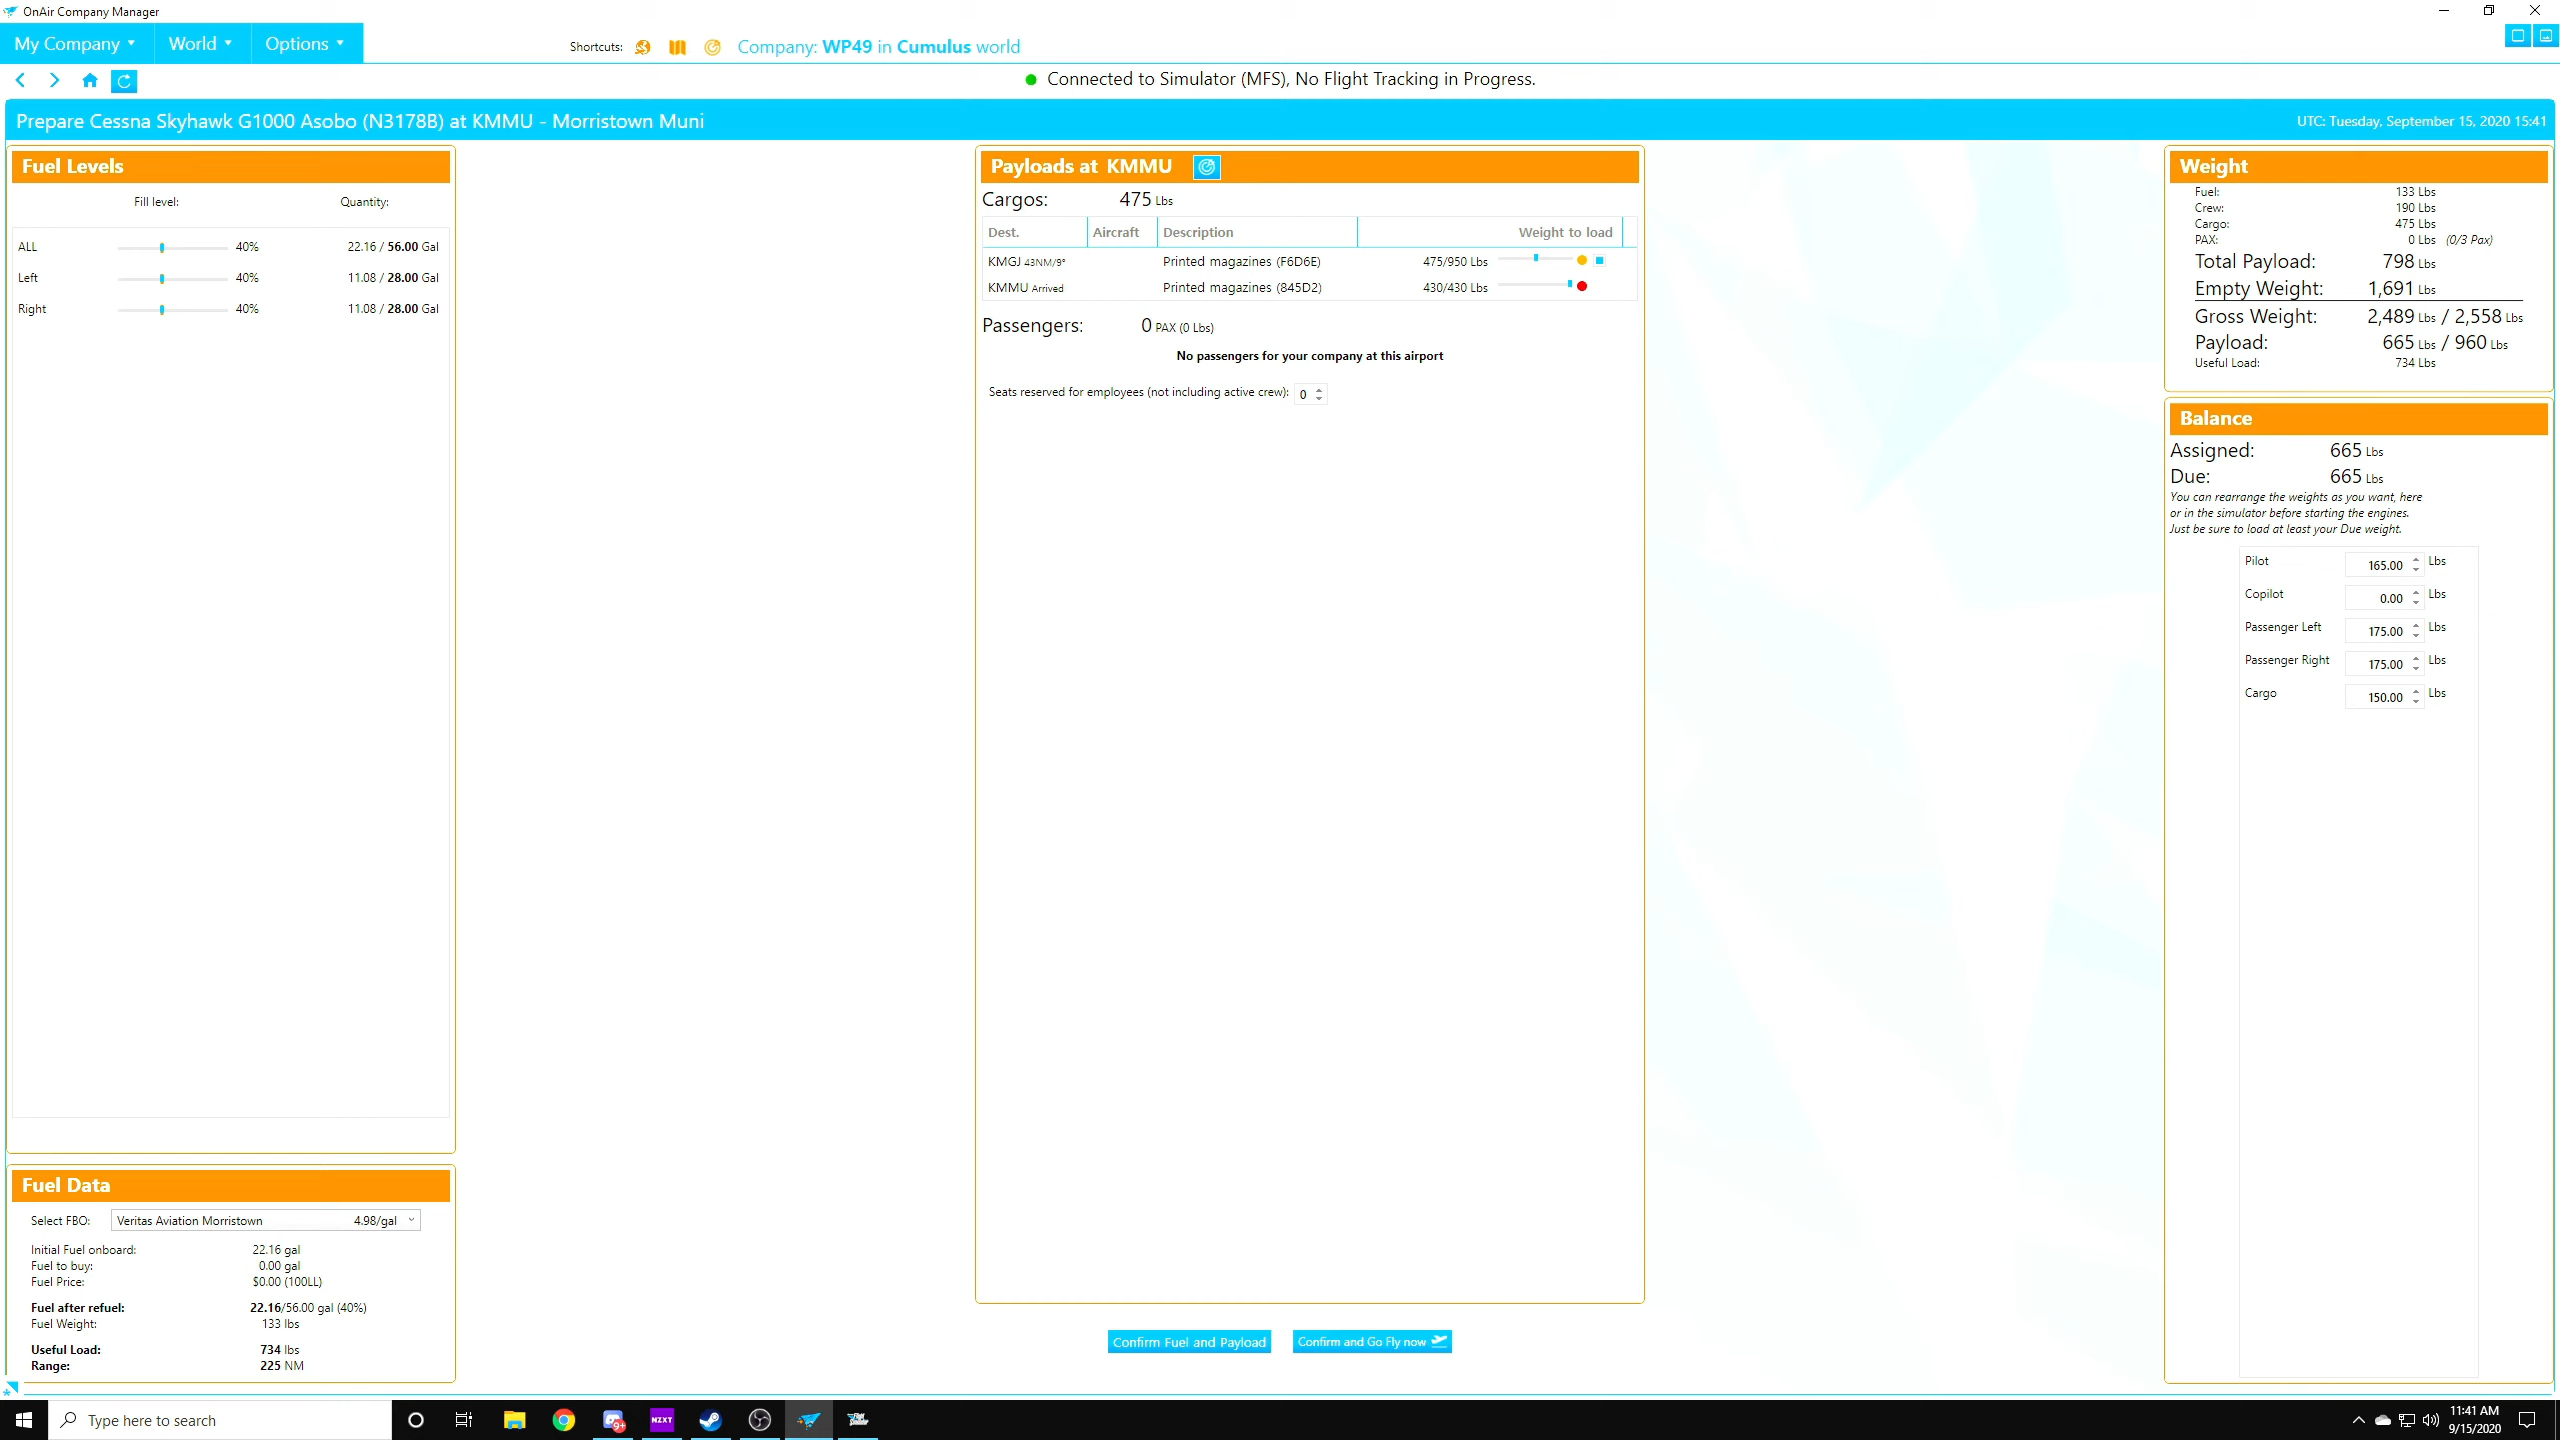 OnAir Company Manager
My Company World Options Shortcuts: Company: WP49 in Cumulus world
Connected to Simulator (MFS), No Flight Tracking in Progress.
Prepare Cessna Skyhawk G1000 Asobo (N3178B) at KMMU - Morristown Muni UTC: Tuesday, September 15, 2020 15:41
Fuel Levels
Fill level: Quantity:
ALL 40% 22.16 / 56.00 Gal
Left 40% 11.08 / 28.00 Gal
Right 40% 11.08 / 28.00 Gal
Fuel Data
Select FBO: Veritas Aviation Morristown 4.98/gal
Initial Fuel onboard: 22.16 gal
Fuel to buy: 0.00 gal
Fuel Price: $0.00 (100LL)
Fuel after refuel: 22.16/56.00 gal (40%)
Fuel Weight: 133 lbs
Useful Load: 734 lbs
Range: 225 NM
Payloads at KMMU
Cargos: 475 Lbs
Dest. Aircraft Description Weight to load
KMGJ 43NM/9° Printed magazines (F6D6E) 475/950 Lbs
KMMU Arrived Printed magazines (845D2) 430/430 Lbs
Passengers: 0 PAX (0 Lbs)
No passengers for your company at this airport
Seats reserved for employees (not including active crew): 0
Confirm Fuel and Payload Confirm and Go Fly now
Weight
Fuel: 133 Lbs
Crew: 190 Lbs
Cargo: 475 Lbs
PAX: 0 Lbs (0/3 Pax)
Total Payload: 798 Lbs
Empty Weight: 1,691 Lbs
Gross Weight: 2,489 Lbs / 2,558 Lbs
Payload: 665 Lbs / 960 Lbs
Useful Load: 734 Lbs
Balance
Assigned: 665 Lbs
Due: 665 Lbs
You can rearrange the weights as you want, here
or in the simulator before starting the engines.
Just be sure to load at least your Due weight.
Pilot 165.00 Lbs
Copilot 0.00 Lbs
Passenger Left 175.00 Lbs
Passenger Right 175.00 Lbs
Cargo 150.00 Lbs
Type here to search
9+
NZXT
11:41 AM
9/15/2020